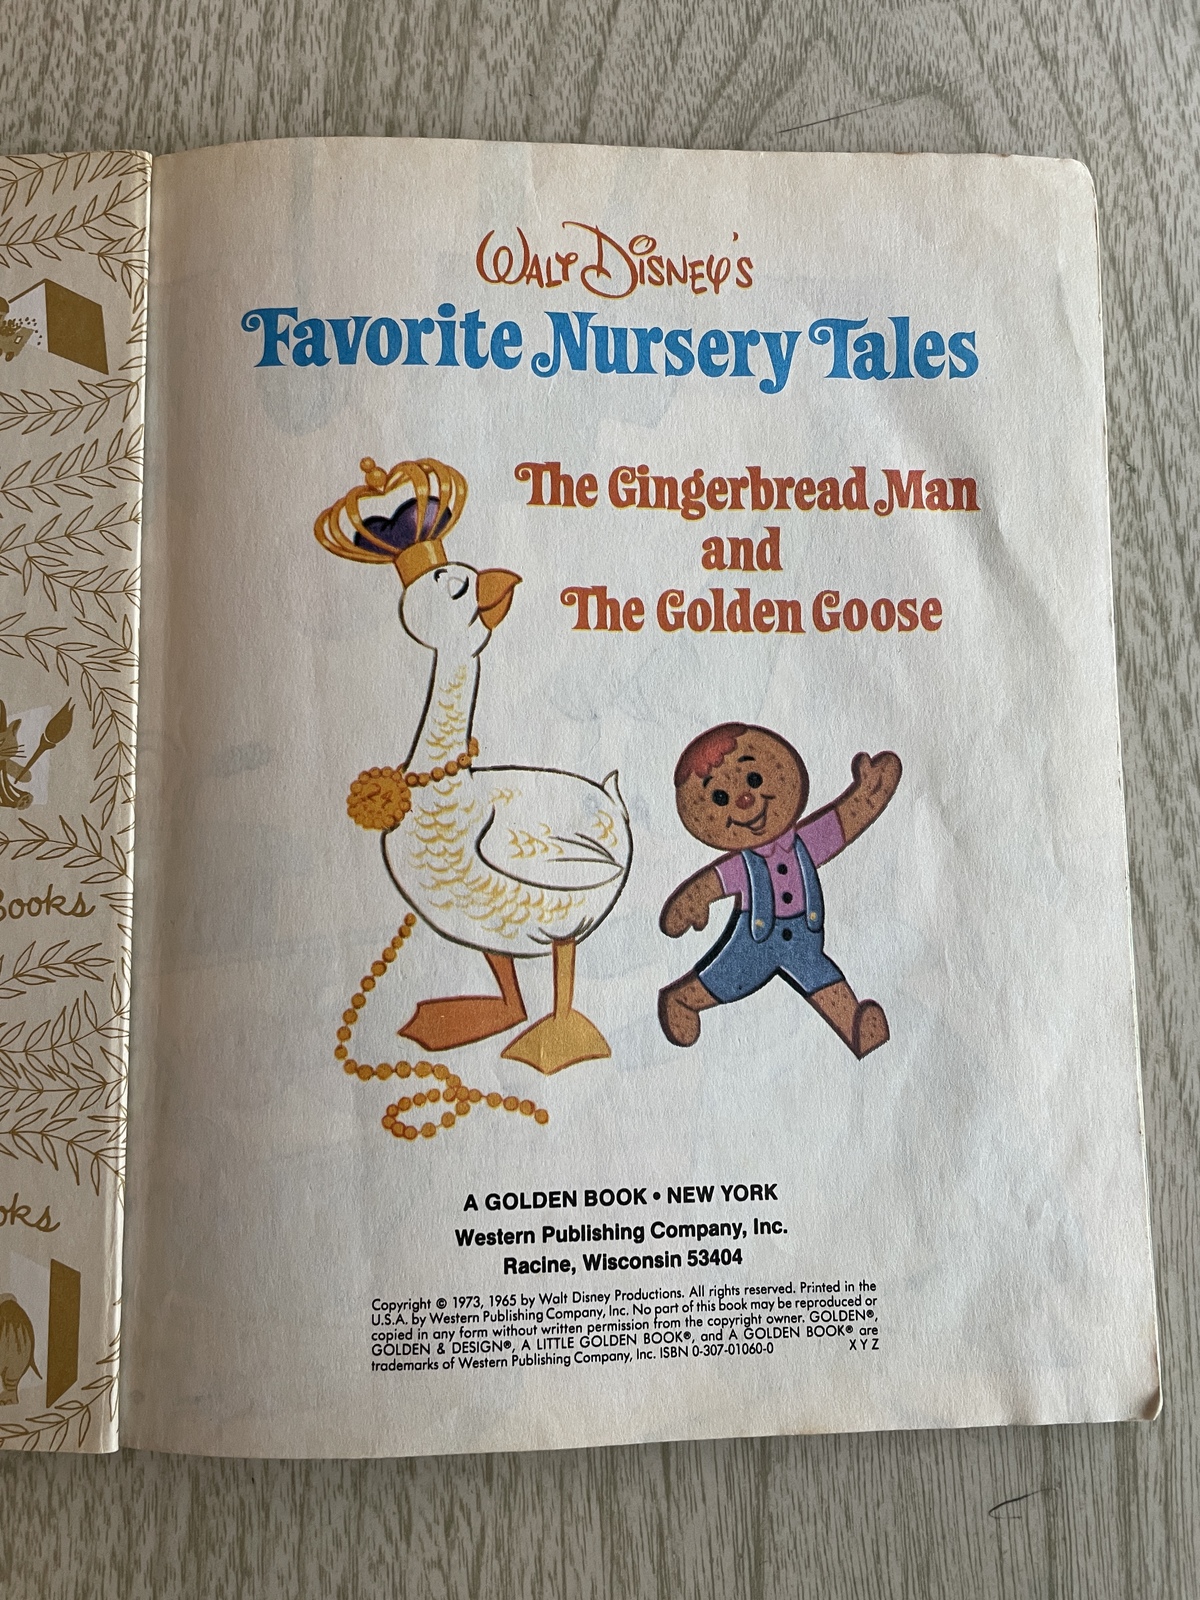 Walt Disney's
Favorite Nursery Tales
The Gingerbread Man
and
The Golden Goose
24
A GOLDEN BOOK • NEW YORK
Western Publishing Company, Inc.
Racine, Wisconsin 53404
Copyright © 1973, 1965 by Walt Disney Productions. All rights reserved. Printed in the
U.S.A. by Western Publishing Company, Inc. No part of this book may be reproduced or
copied in any form without written permission from the copyright owner. GOLDEN®,
GOLDEN & DESIGN®, A LITTLE GOLDEN BOOK®, and A GOLDEN BOOK® are
trademarks of Western Publishing Company, Inc. ISBN 0-307-01060-0 X Y Z
Books